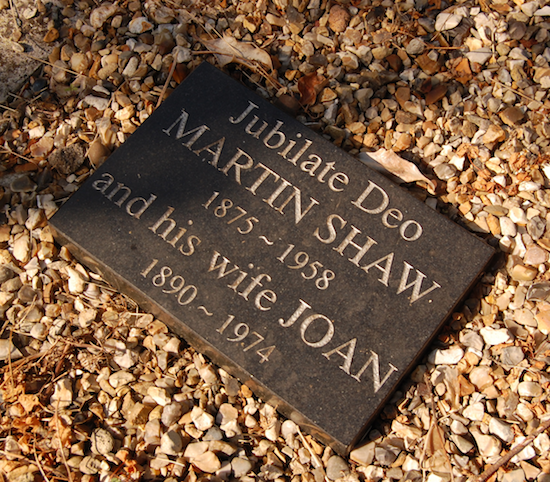 Jubilate Deo
MARTIN SHAW
1875 ~ 1958
and his wife JOAN
1890 ~ 1974